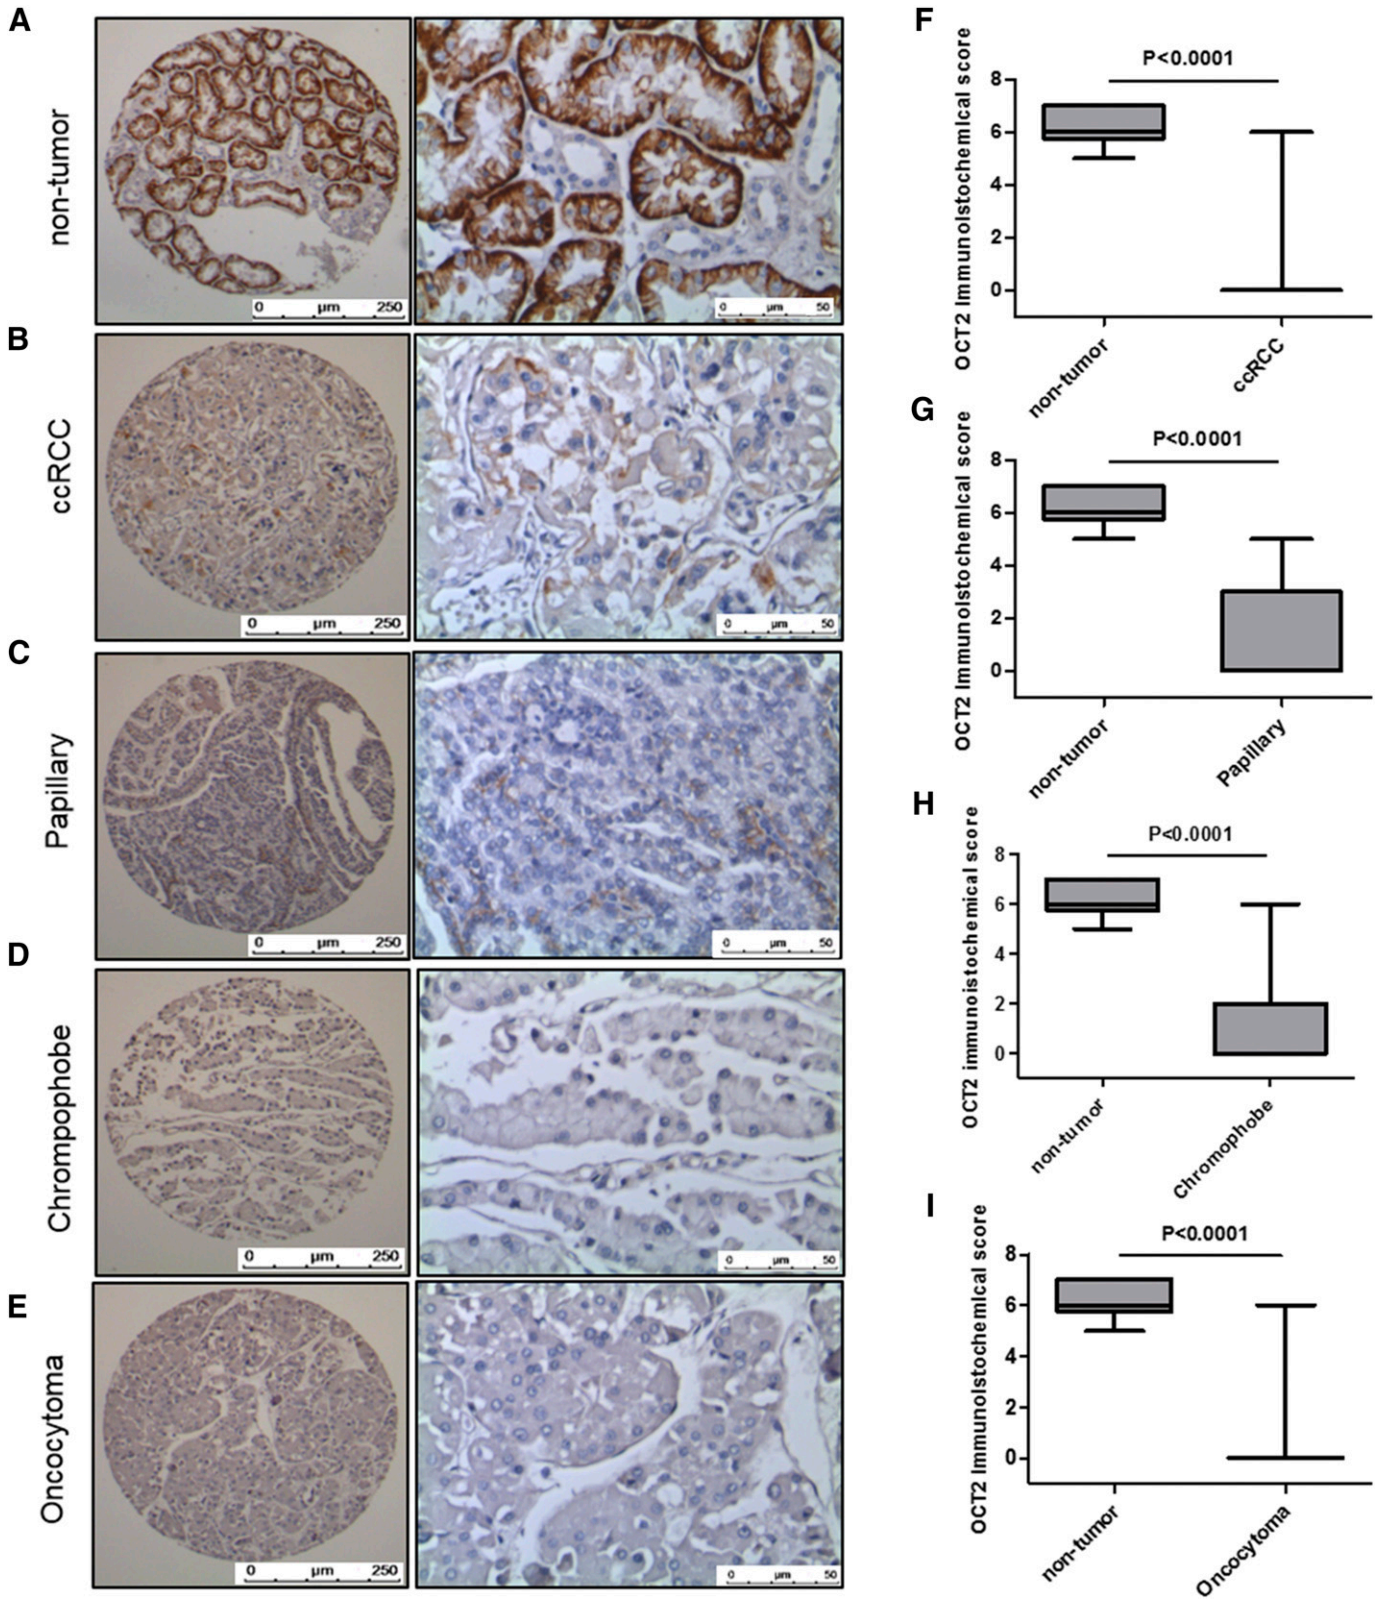 A
non-tumor
0 µm 250
0 µm 50
B
ccRCC
0 µm 250
0 µm 50
C
Papillary
0 µm 250
0 µm 50
D
Chrompophobe
0 µm 250
0 µm 50
E
Oncocytoma
0 µm 250
0 µm 50
F
OCT2 Immunolstochemlcal score
P<0.0001
8
6
4
2
0
non-tumor
ccRCC
G
OCT2 Immunolstochemlcal score
P<0.0001
8
6
4
2
0
non-tumor
Papillary
H
OCT2 immunoistochemical score
P<0.0001
8
6
4
2
0
non-tumor
Chromophobe
I
OCT2 Immunolstochemlcal score
P<0.0001
8
6
4
2
0
non-tumor
Oncocytoma